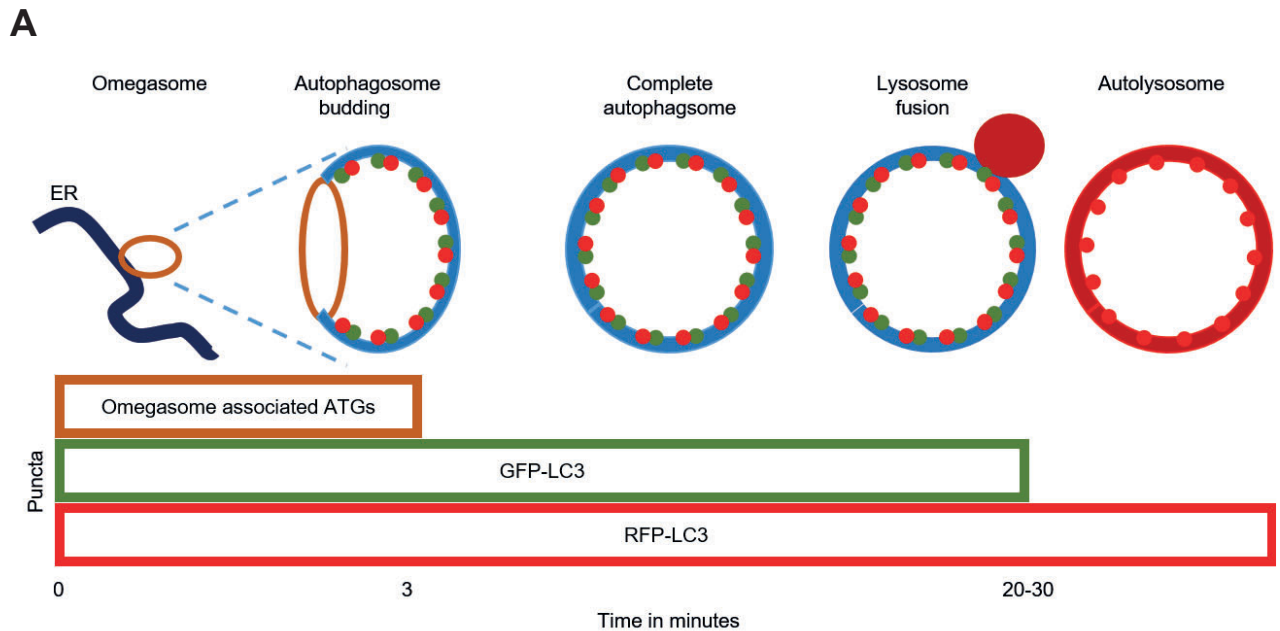 A
Omegasome
Autophagosome
budding
Complete
autophagsome
Lysosome
fusion
Autolysosome
ER
Omegasome associated ATGs
GFP-LC3
RFP-LC3
Puncta
0
3
20-30
Time in minutes